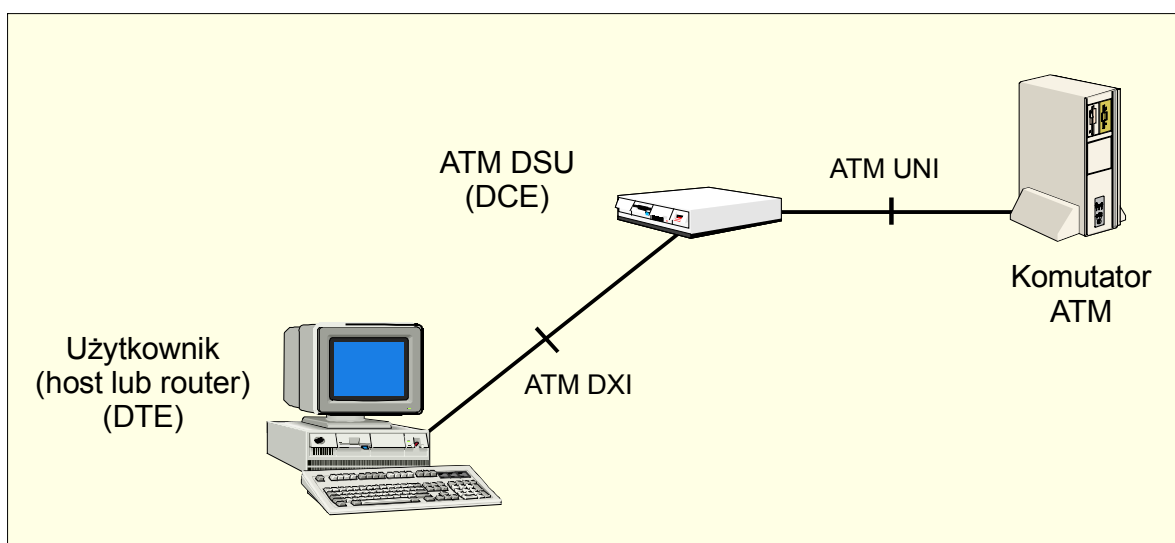 ATM DSU
(DCE)
ATM UNI
Komutator
ATM
Użytkownik
(host lub router)
(DTE)
ATM DXI